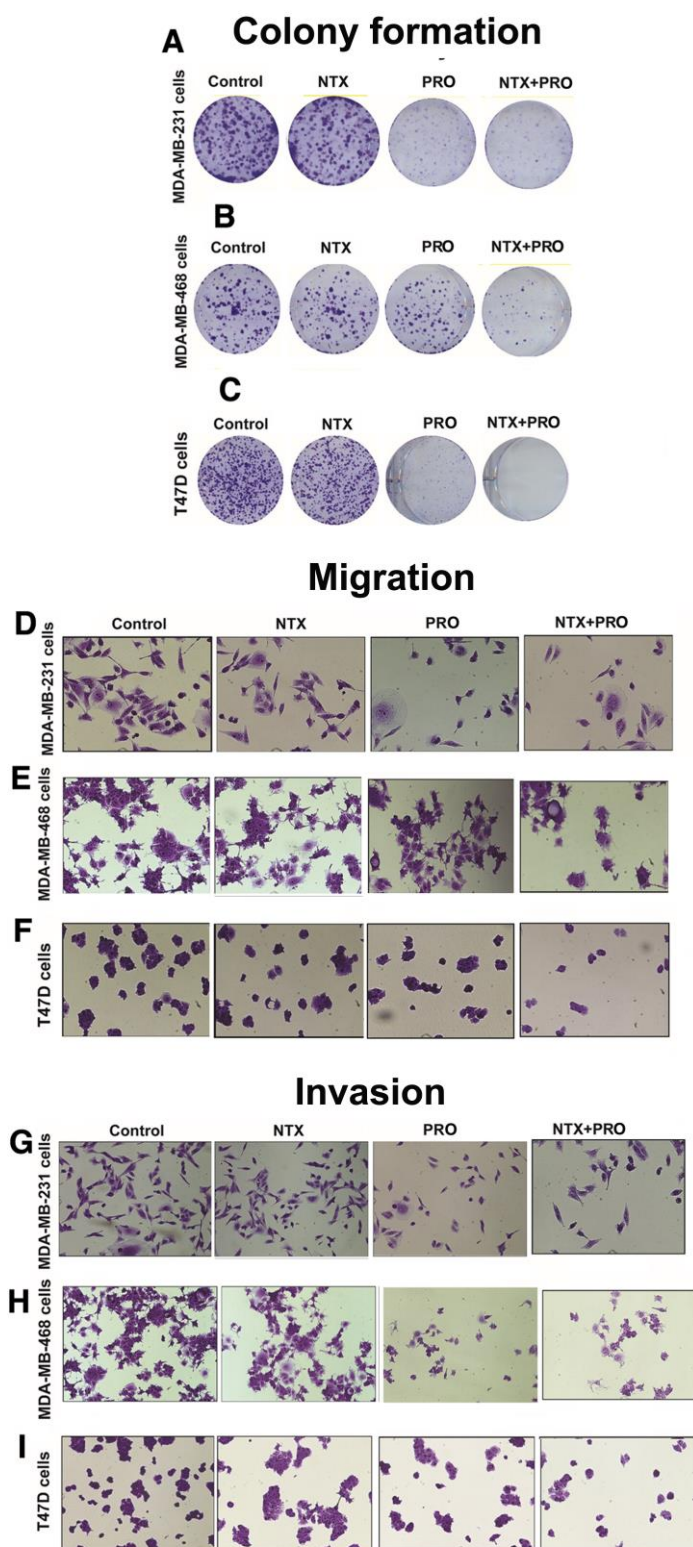 Colony formation
A
Control NTX PRO NTX+PRO
MDA-MB-231 cells
B
Control NTX PRO NTX+PRO
MDA-MB-468 cells
C
Control NTX PRO NTX+PRO
T47D cells
Migration
D
Control NTX PRO NTX+PRO
MDA-MB-231 cells
E
MDA-MB-468 cells
F
T47D cells
Invasion
G
Control NTX PRO NTX+PRO
MDA-MB-231 cells
H
MDA-MB-468 cells
I
T47D cells